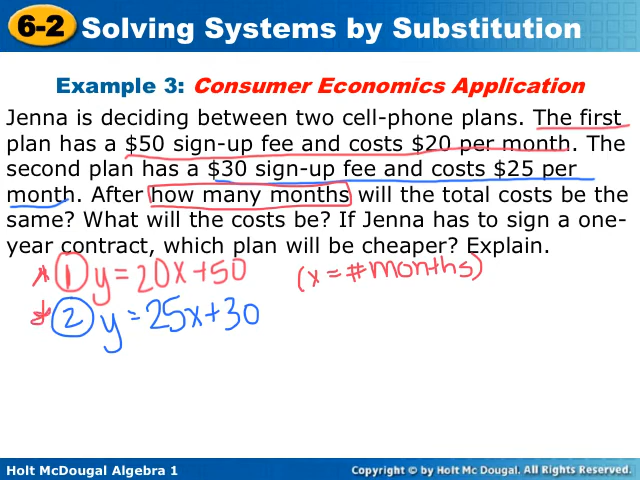 6-2 Solving Systems by Substitution
Example 3: Consumer Economics Application
Jenna is deciding between two cell-phone plans. The first
plan has a $50 sign-up fee and costs $20 per month. The
second plan has a $30 sign-up fee and costs $25 per
month. After how many months will the total costs be the
same? What will the costs be? If Jenna has to sign a one-
year contract, which plan will be cheaper? Explain.
1 y = 20x + 50 (x = # months)
2 y = 25x + 30
Holt McDougal Algebra 1 Copyright © by Holt Mc Dougal. All Rights Reserved.